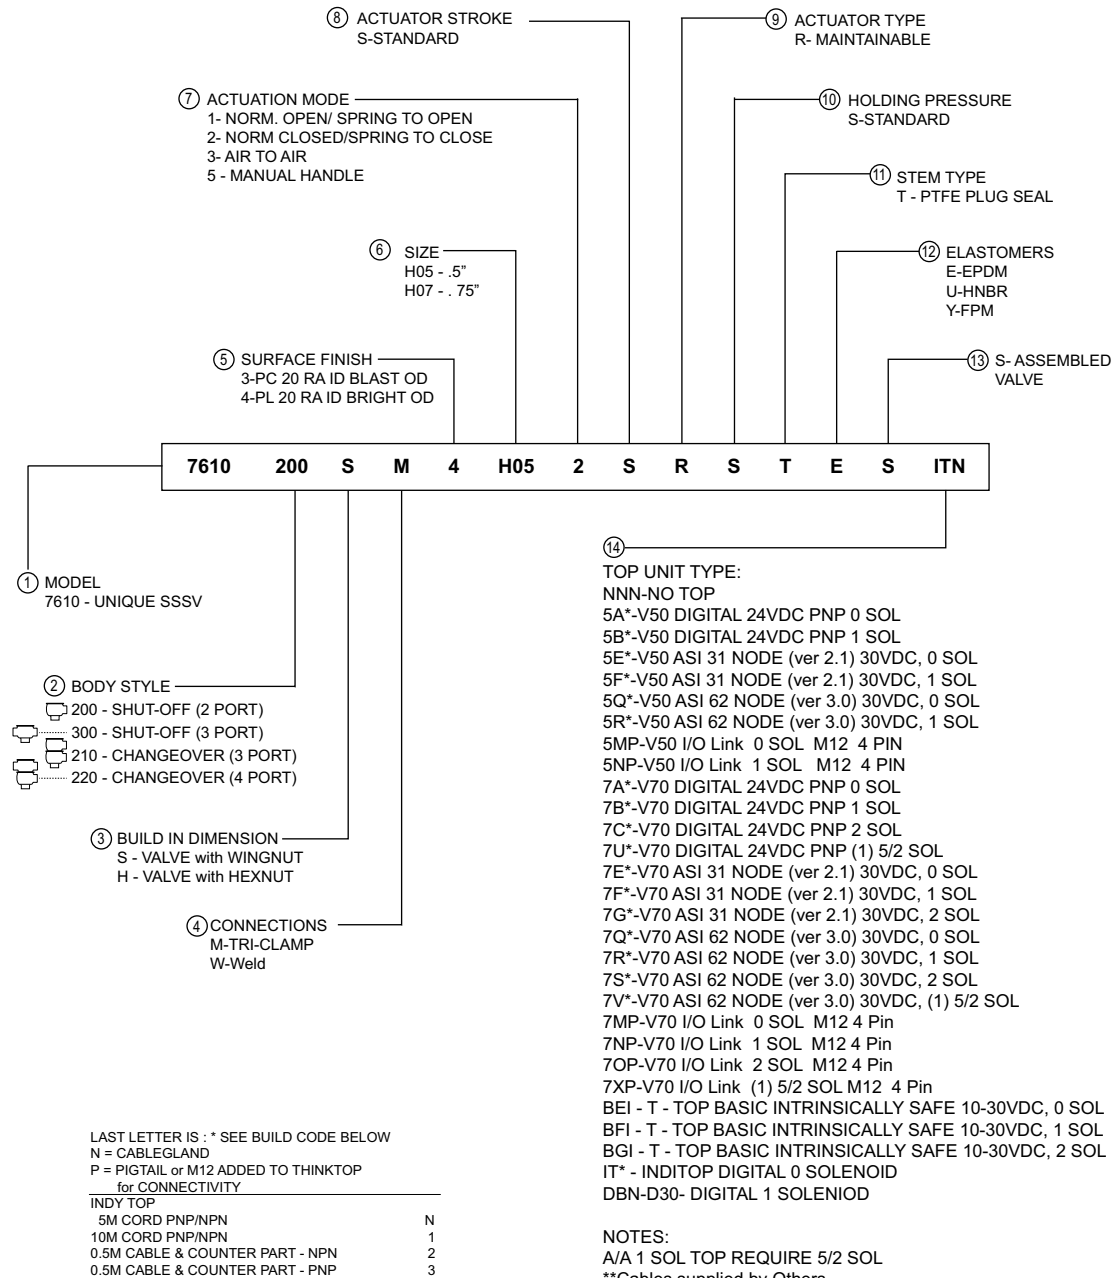 8 ACTUATOR STROKE
S-STANDARD
9 ACTUATOR TYPE
R- MAINTAINABLE
7 ACTUATION MODE
1- NORM. OPEN/ SPRING TO OPEN
2- NORM CLOSED/SPRING TO CLOSE
3- AIR TO AIR
5 - MANUAL HANDLE
10 HOLDING PRESSURE
S-STANDARD
11 STEM TYPE
T - PTFE PLUG SEAL
6 SIZE
H05 - .5"
H07 - . 75"
12 ELASTOMERS
E-EPDM
U-HNBR
Y-FPM
5 SURFACE FINISH
3-PC 20 RA ID BLAST OD
4-PL 20 RA ID BRIGHT OD
13 S- ASSEMBLED
VALVE
7610 200 S M 4 H05 2 S R S T E S ITN
1 MODEL
7610 - UNIQUE SSSV
2 BODY STYLE
200 - SHUT-OFF (2 PORT)
300 - SHUT-OFF (3 PORT)
210 - CHANGEOVER (3 PORT)
220 - CHANGEOVER (4 PORT)
3 BUILD IN DIMENSION
S - VALVE with WINGNUT
H - VALVE with HEXNUT
4 CONNECTIONS
M-TRI-CLAMP
W-Weld
14
TOP UNIT TYPE:
NNN-NO TOP
5A*-V50 DIGITAL 24VDC PNP 0 SOL
5B*-V50 DIGITAL 24VDC PNP 1 SOL
5E*-V50 ASI 31 NODE (ver 2.1) 30VDC, 0 SOL
5F*-V50 ASI 31 NODE (ver 2.1) 30VDC, 1 SOL
5Q*-V50 ASI 62 NODE (ver 3.0) 30VDC, 0 SOL
5R*-V50 ASI 62 NODE (ver 3.0) 30VDC, 1 SOL
5MP-V50 I/O Link 0 SOL M12 4 PIN
5NP-V50 I/O Link 1 SOL M12 4 PIN
7A*-V70 DIGITAL 24VDC PNP 0 SOL
7B*-V70 DIGITAL 24VDC PNP 1 SOL
7C*-V70 DIGITAL 24VDC PNP 2 SOL
7U*-V70 DIGITAL 24VDC PNP (1) 5/2 SOL
7E*-V70 ASI 31 NODE (ver 2.1) 30VDC, 0 SOL
7F*-V70 ASI 31 NODE (ver 2.1) 30VDC, 1 SOL
7G*-V70 ASI 31 NODE (ver 2.1) 30VDC, 2 SOL
7Q*-V70 ASI 62 NODE (ver 3.0) 30VDC, 0 SOL
7R*-V70 ASI 62 NODE (ver 3.0) 30VDC, 1 SOL
7S*-V70 ASI 62 NODE (ver 3.0) 30VDC, 2 SOL
7V*-V70 ASI 62 NODE (ver 3.0) 30VDC, (1) 5/2 SOL
7MP-V70 I/O Link 0 SOL M12 4 Pin
7NP-V70 I/O Link 1 SOL M12 4 Pin
7OP-V70 I/O Link 2 SOL M12 4 Pin
7XP-V70 I/O Link (1) 5/2 SOL M12 4 Pin
BEI - T - TOP BASIC INTRINSICALLY SAFE 10-30VDC, 0 SOL
BFI - T - TOP BASIC INTRINSICALLY SAFE 10-30VDC, 1 SOL
BGI - T - TOP BASIC INTRINSICALLY SAFE 10-30VDC, 2 SOL
IT* - INDITOP DIGITAL 0 SOLENOID
DBN-D30- DIGITAL 1 SOLENIOD
LAST LETTER IS : * SEE BUILD CODE BELOW
N = CABLEGLAND
P = PIGTAIL or M12 ADDED TO THINKTOP
for CONNECTIVITY
INDY TOP
5M CORD PNP/NPN N
10M CORD PNP/NPN 1
0.5M CABLE & COUNTER PART - NPN 2
0.5M CABLE & COUNTER PART - PNP 3
NOTES:
A/A 1 SOL TOP REQUIRE 5/2 SOL
**Cables supplied by Others